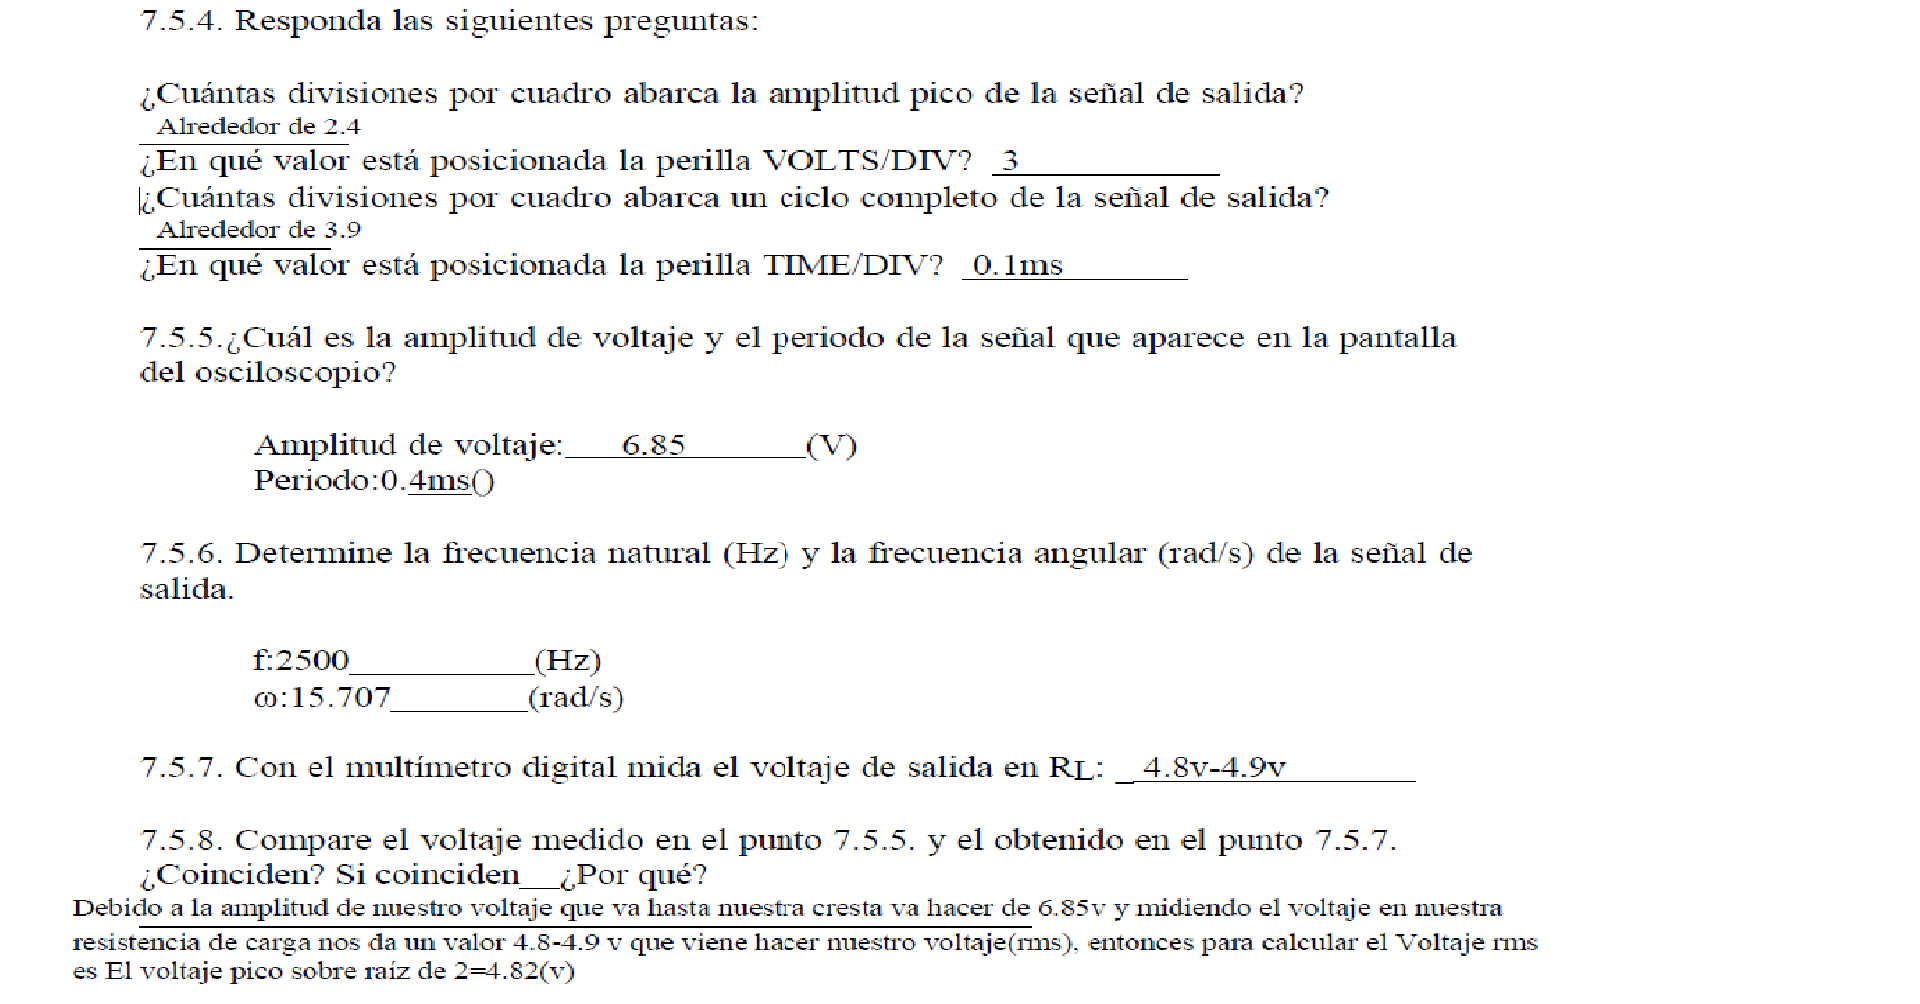 7.5.4. Responda las siguientes preguntas:
¿Cuántas divisiones por cuadro abarca la amplitud pico de la señal de salida?
Alrededor de 2.4
¿En qué valor está posicionada la perilla VOLTS/DIV? 3
¿Cuántas divisiones por cuadro abarca un ciclo completo de la señal de salida?
Alrededor de 3.9
¿En qué valor está posicionada la perilla TIME/DIV? 0.1ms
7.5.5.¿Cuál es la amplitud de voltaje y el periodo de la señal que aparece en la pantalla
del osciloscopio?
Amplitud de voltaje:___6.85______(V)
Periodo:0.4ms()
7.5.6. Determine la frecuencia natural (Hz) y la frecuencia angular (rad/s) de la señal de
salida.
f:2500__________(Hz)
ω:15.707________(rad/s)
7.5.7. Con el multímetro digital mida el voltaje de salida en RL: _4.8v-4.9v
7.5.8. Compare el voltaje medido en el punto 7.5.5. y el obtenido en el punto 7.5.7.
¿Coinciden? Si coinciden__¿Por qué?
Debido a la amplitud de nuestro voltaje que va hasta nuestra cresta va hacer de 6.85v y midiendo el voltaje en nuestra
resistencia de carga nos da un valor 4.8-4.9 v que viene hacer nuestro voltaje(rms), entonces para calcular el Voltaje rms
es El voltaje pico sobre raíz de 2=4.82(v)